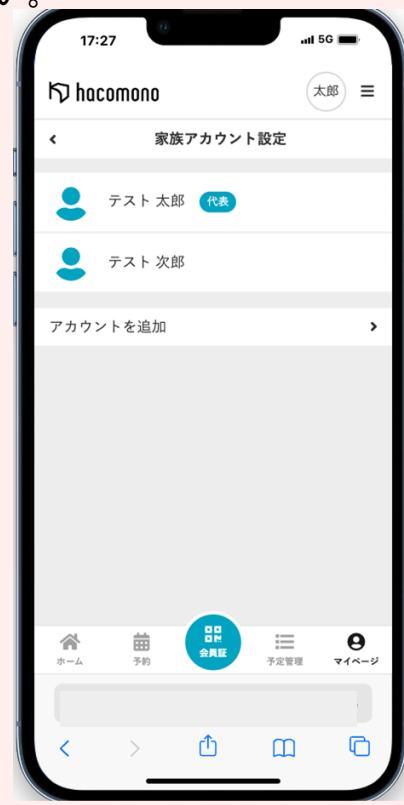 い。
17:27
5G
hacomono
太郎
家族アカウント設定
テスト 太郎 代表
テスト 次郎
アカウントを追加
ホーム
予約
会員証
予定管理
マイページ